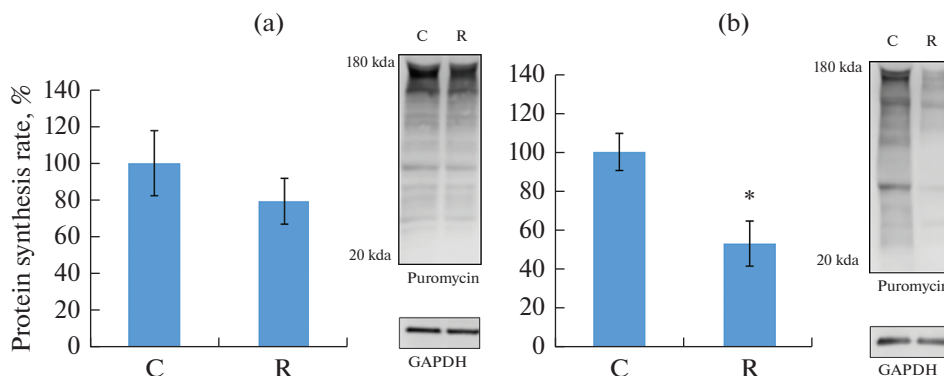 (a)
Protein synthesis rate, %
140
120
100
80
60
40
20
0
C
R
C R
180 kda
20 kda
Puromycin
GAPDH
(b)
140
120
100
80
60
40
20
0
*
C
R
C R
180 kda
20 kda
Puromycin
GAPDH